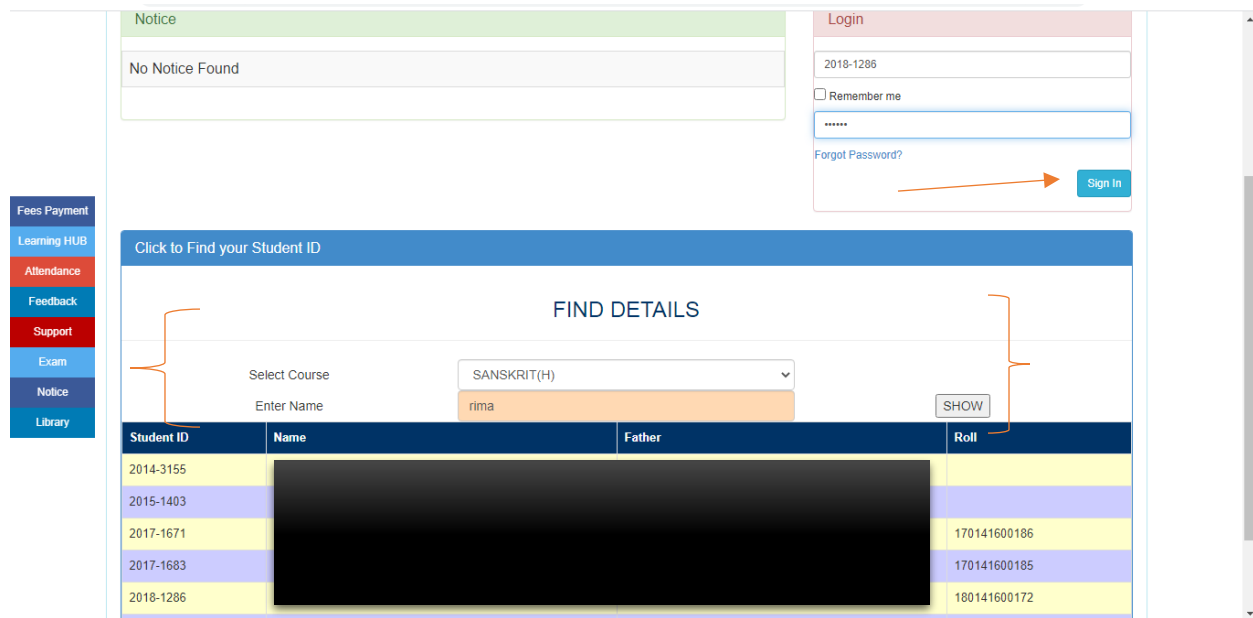 Notice
Login
No Notice Found
2018-1286
Remember me
••••••
Forgot Password?
Sign In
Fees Payment
Learning HUB
Attendance
Feedback
Support
Exam
Notice
Library
Click to Find your Student ID
FIND DETAILS
Select Course SANSKRIT(H)
Enter Name rima SHOW
Student ID Name Father Roll
2014-3155
2015-1403
2017-1671 170141600186
2017-1683 170141600185
2018-1286 180141600172